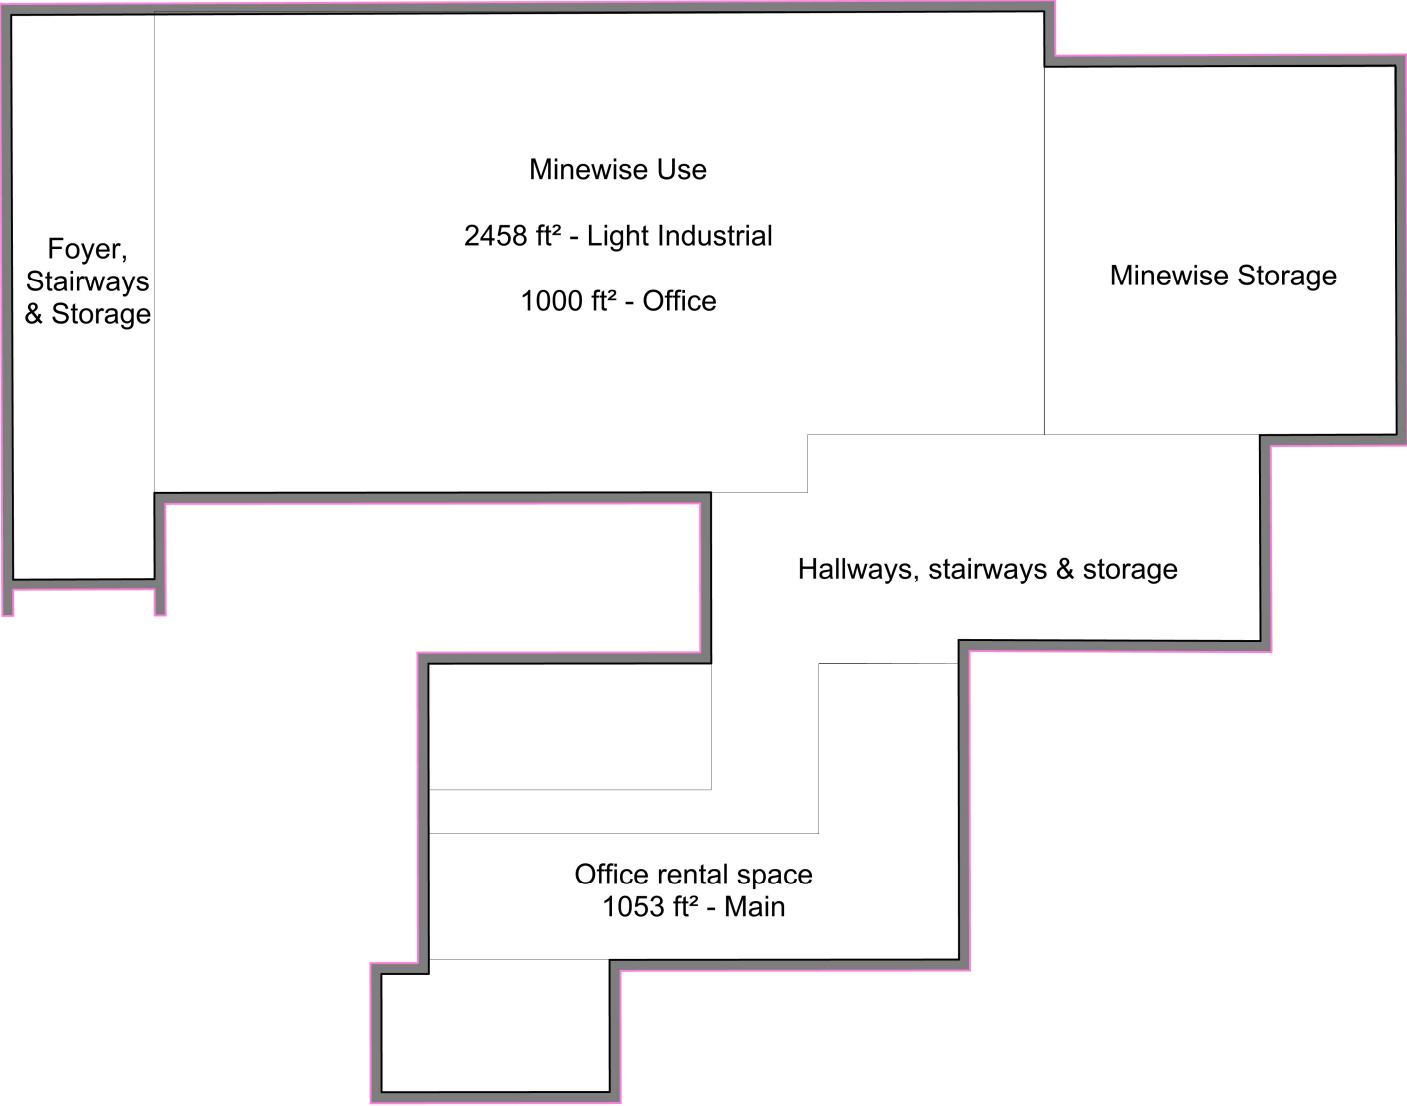 Minewise Use
2458 ft² - Light Industrial
1000 ft² - Office
Foyer,
Stairways
& Storage
Minewise Storage
Hallways, stairways & storage
Office rental space
1053 ft² - Main